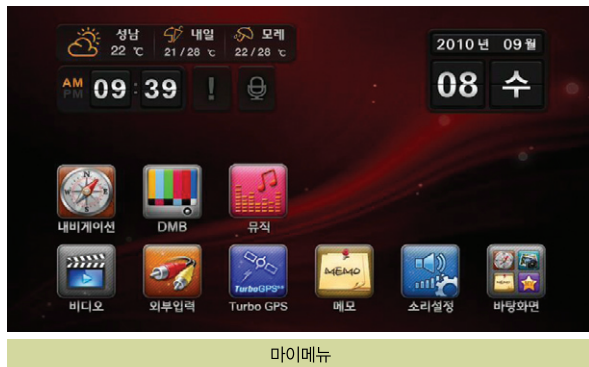 성남 내일 모레
22 ℃ 21 / 28 ℃ 22 / 28 ℃
2010 년 09 월
AM
PM
09 : 39 !
08 수
내비게이션 DMB 뮤직
TurboGPS
MEMO
비디오 외부입력 Turbo GPS 메모 소리설정 바탕화면
마이메뉴